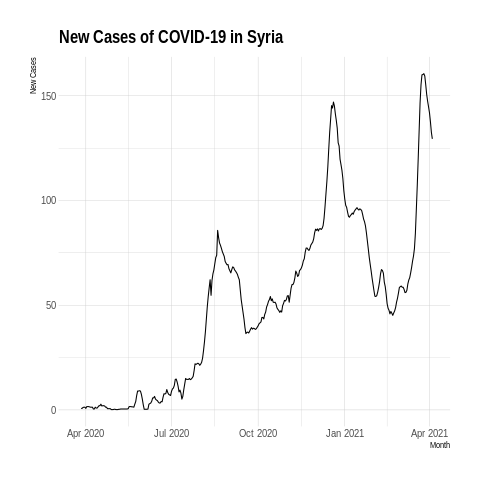 New Cases of COVID-19 in Syria
New Cases
150
100
50
0
Apr 2020
Jul 2020
Oct 2020
Jan 2021
Apr 2021
Month